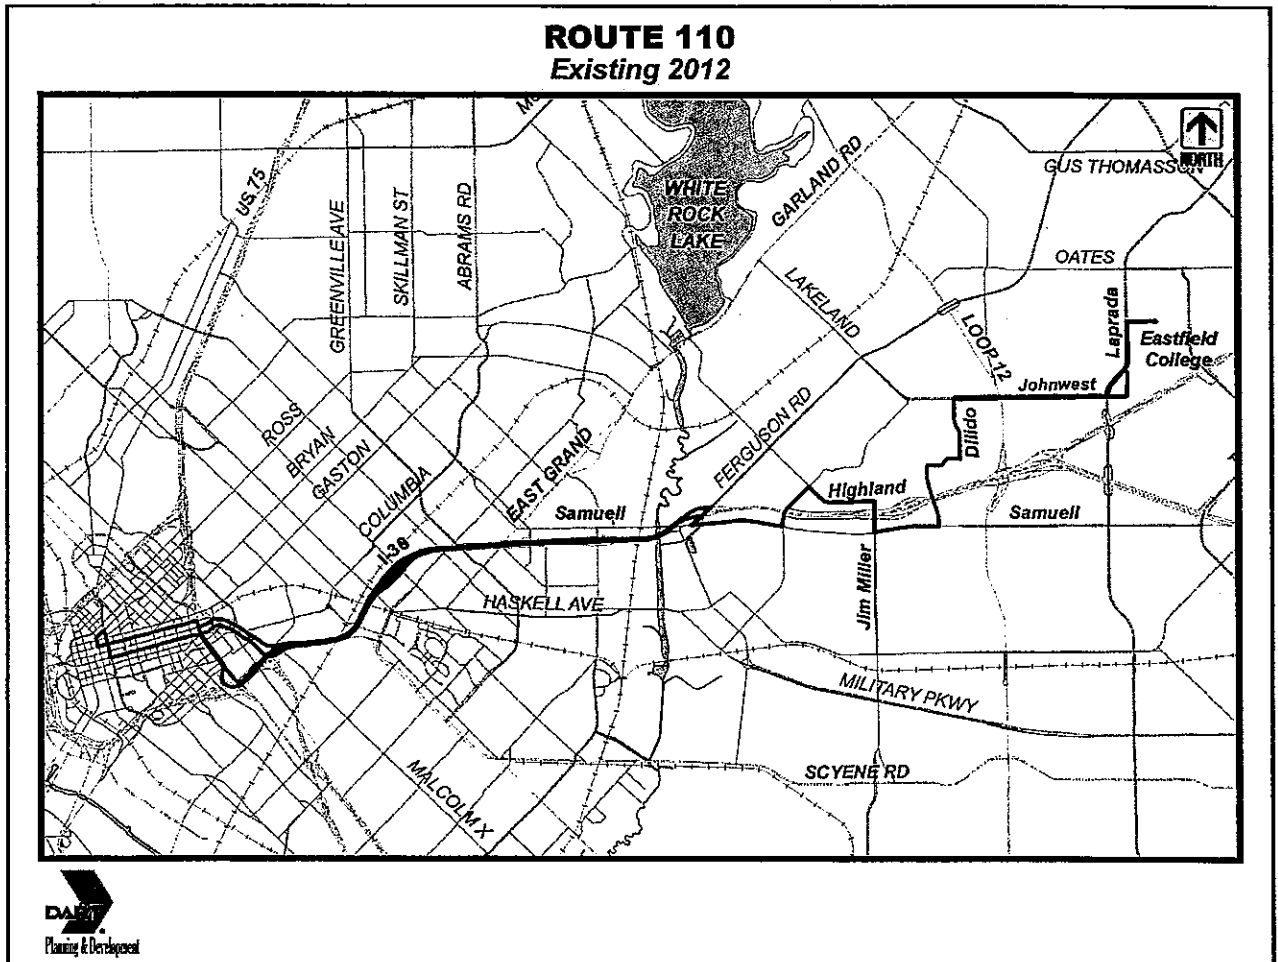 ROUTE 110
Existing 2012
NORTH
US 75
GREENVILLE AVE
SKILLMAN ST
ABRAMS RD
WHITE
ROCK
LAKE
GARLAND RD
GUS THOMASSON
OATES
LAKELAND
LOOP 12
Laprada
Eastfield
College
Johnwest
ROSS
BRYAN
GASTON
COLUMBIA
EAST GRAND
FERGUSON RD
Dilido
Highland
Samuell
Samuell
I-30
Jim Miller
HASKELL AVE
MILITARY PKWY
SCYENE RD
MALCOLM X
DART
Planning & Development